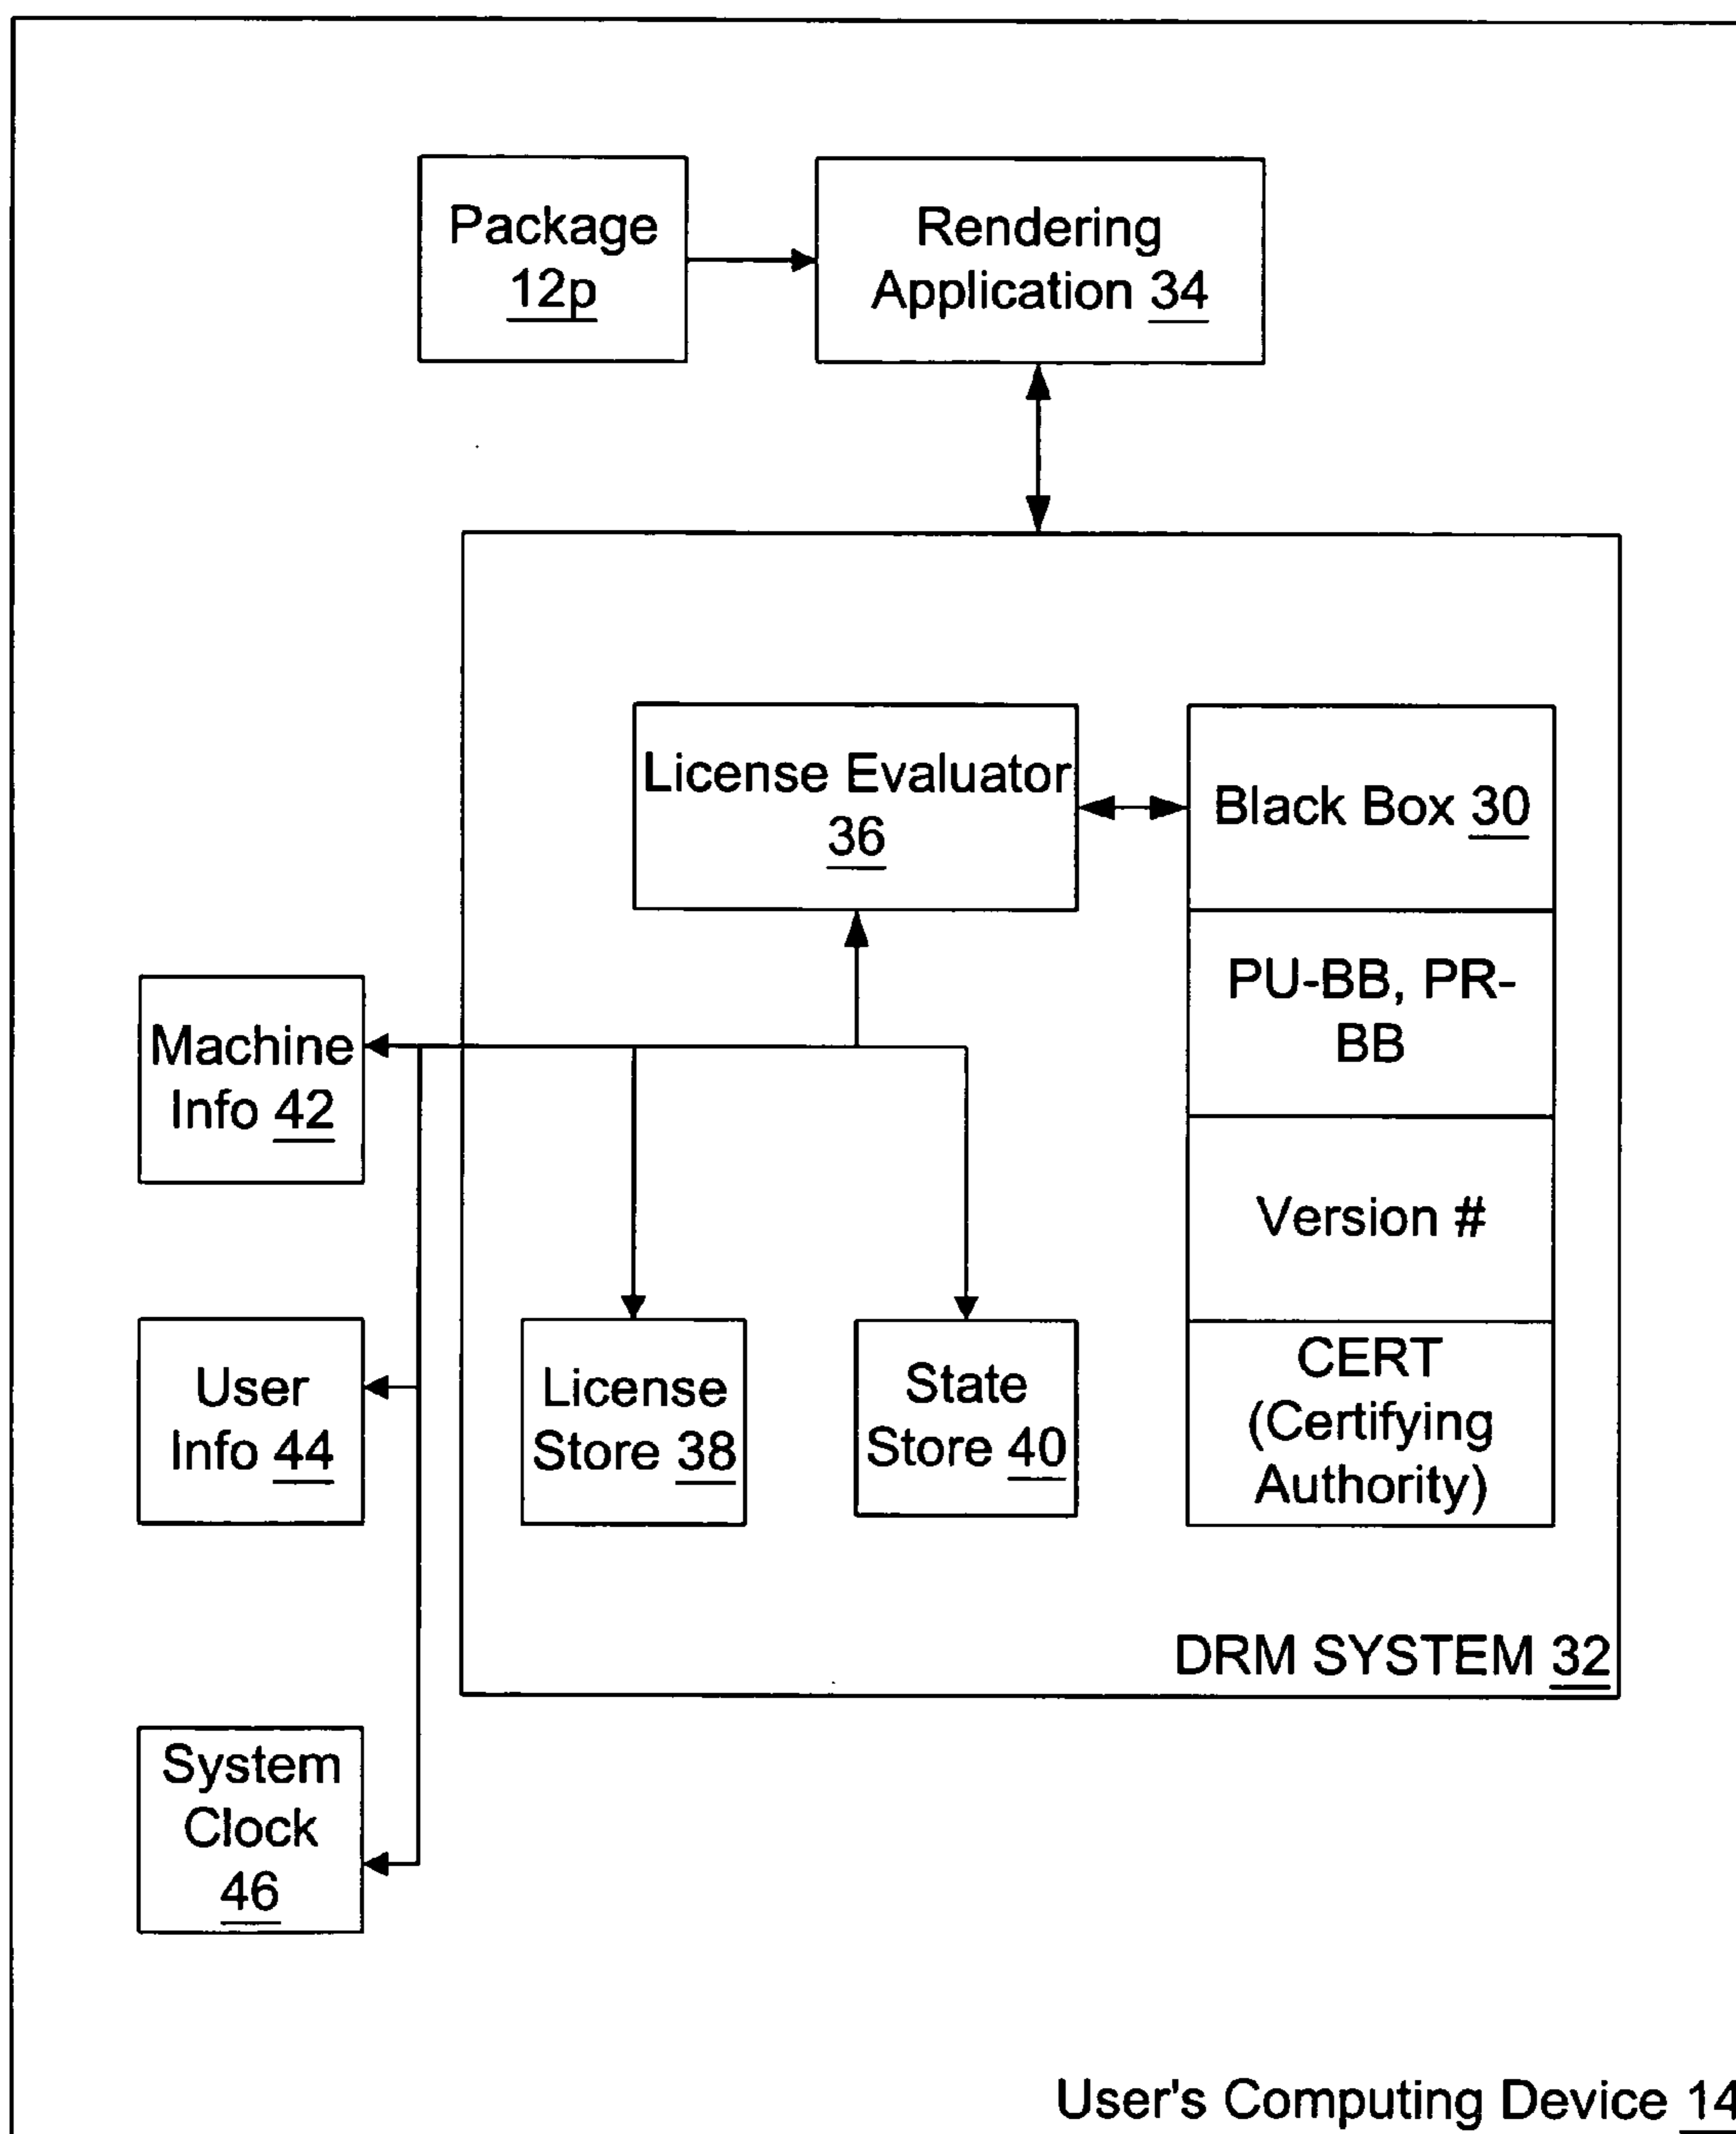 Package
12p
Rendering
Application 34
License Evaluator
36
Black Box 30
PU-BB, PR-
BB
Version #
CERT
(Certifying
Authority)
Machine
Info 42
User
Info 44
System
Clock
46
License
Store 38
State
Store 40
DRM SYSTEM 32
User's Computing Device 14